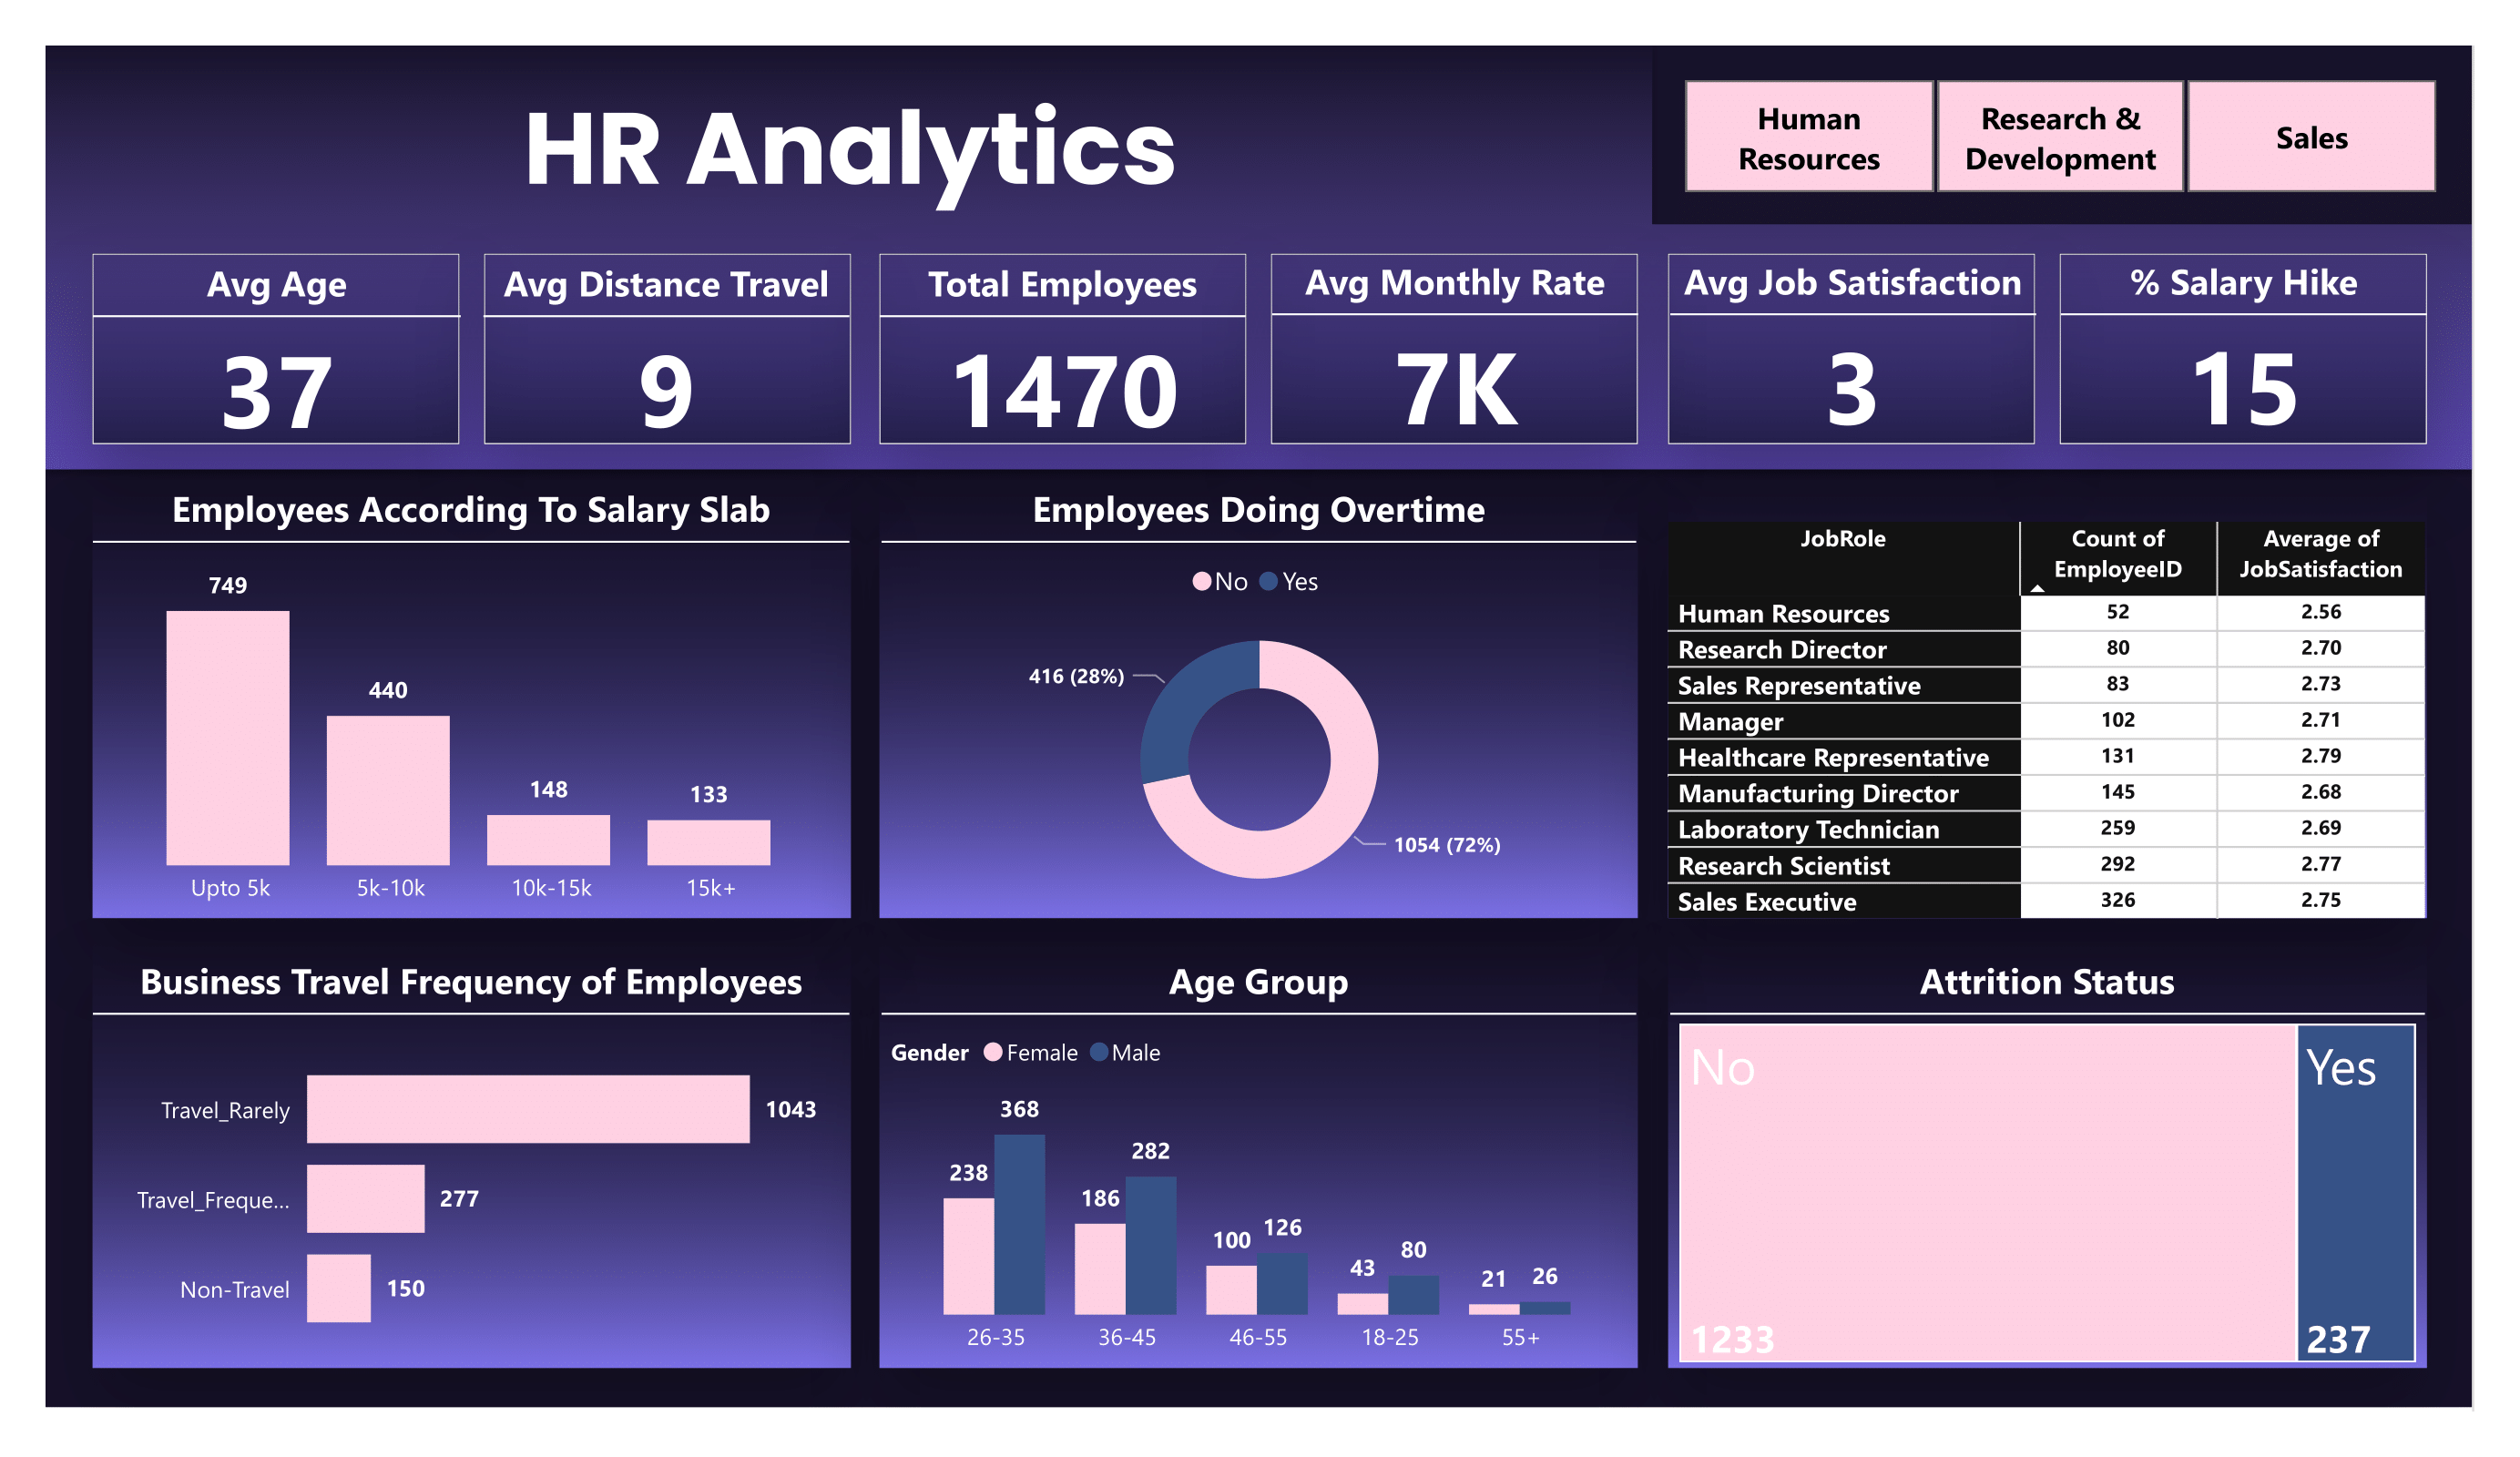 HR Analytics
Human
Resources
Research &
Development
Sales
Avg Age
37
Avg Distance Travel
9
Total Employees
1470
Avg Monthly Rate
7K
Avg Job Satisfaction
3
% Salary Hike
15
Employees According To Salary Slab
749
440
148
133
Upto 5k
5k-10k
10k-15k
15k+
Employees Doing Overtime
No Yes
416 (28%)
1054 (72%)
JobRole Count of EmployeeID Average of JobSatisfaction
Human Resources 52 2.56
Research Director 80 2.70
Sales Representative 83 2.73
Manager 102 2.71
Healthcare Representative 131 2.79
Manufacturing Director 145 2.68
Laboratory Technician 259 2.69
Research Scientist 292 2.77
Sales Executive 326 2.75
Business Travel Frequency of Employees
Travel_Rarely 1043
Travel_Freque... 277
Non-Travel 150
Age Group
Gender Female Male
238 368
186 282
100 126
43 80
21 26
26-35 36-45 46-55 18-25 55+
Attrition Status
No Yes
1233 237